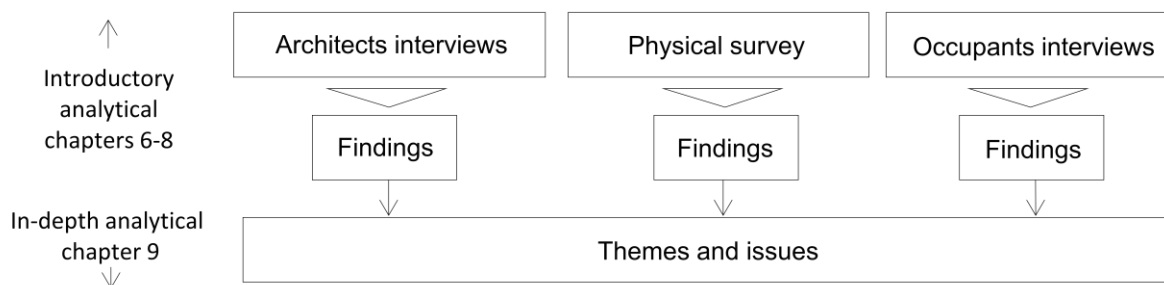 Architects interviews
Physical survey
Occupants interviews
Introductory
analytical
chapters 6-8
Findings
Findings
Findings
In-depth analytical
chapter 9
Themes and issues